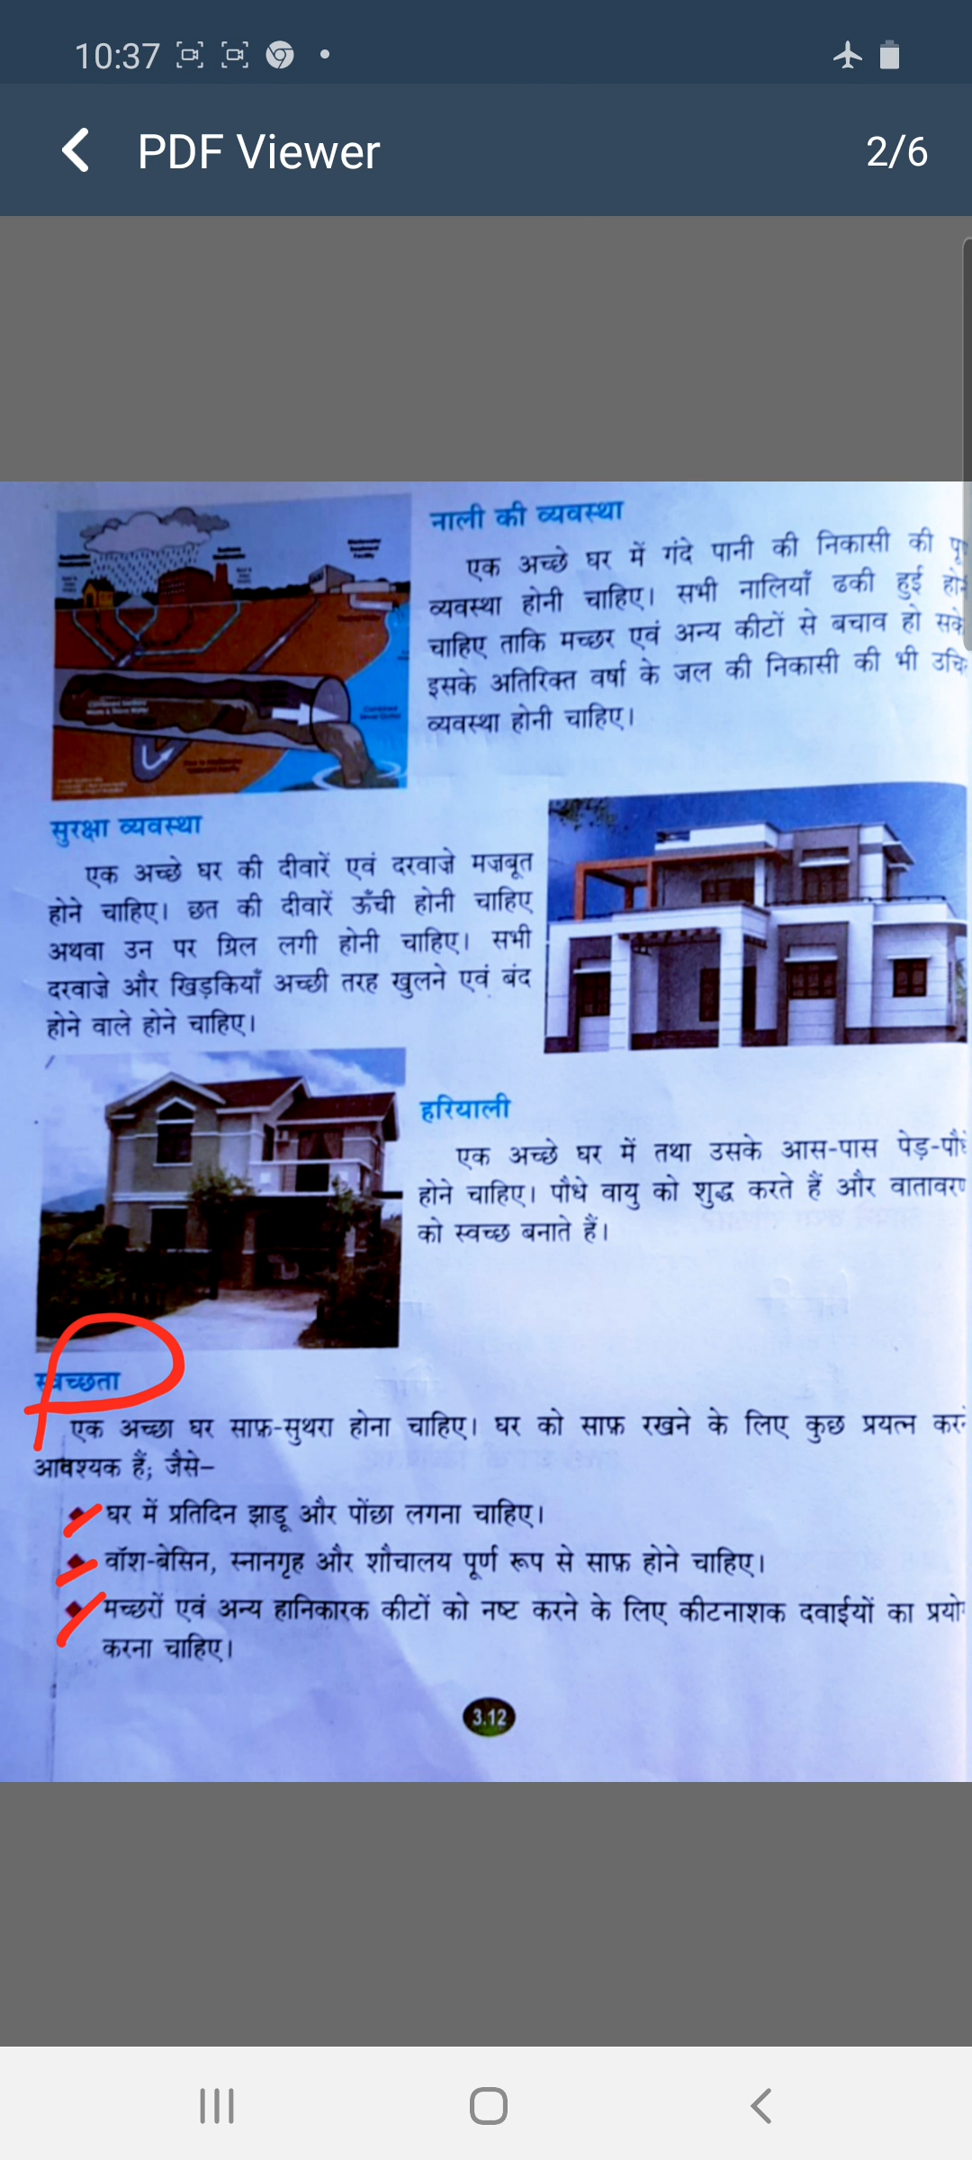 10:37
PDF Viewer
2/6
नाली की व्यवस्था
एक अच्छे घर में गंदे पानी की निकासी की
व्यवस्था होनी चाहिए। सभी नालियाँ ढकी हुई
चाहिए ताकि मच्छर एवं अन्य कीटों से बचाव हो सके
इसके अतिरिक्त वर्षा के जल की निकासी की भी
व्यवस्था होनी चाहिए।
सुरक्षा व्यवस्था
एक अच्छे घर की दीवारें एवं दरवाजे मजबूत
होने चाहिए। छत की दीवारें ऊँची होनी चाहिए
अथवा उन पर ग्रिल लगी होनी चाहिए। सभी
दरवाजे और खिड़कियाँ अच्छी तरह खुलने एवं बंद
होने वाले होने चाहिए।
हरियाली
एक अच्छे घर में तथा उसके आस-पास
होने चाहिए। पौधे वायु को शुद्ध करते हैं और वातावरण
को स्वच्छ बनाते हैं।
स्वच्छता
एक अच्छा घर साफ़-सुथरा होना चाहिए। घर को साफ़ रखने के लिए कुछ प्रयत्न
आवश्यक हैं; जैसे–
घर में प्रतिदिन झाडू और पोंछा लगना चाहिए।
वॉश-बेसिन, स्नानगृह और शौचालय पूर्ण रूप से साफ़ होने चाहिए।
मच्छरों एवं अन्य हानिकारक कीटों को नष्ट करने के लिए कीटनाशक दवाईयों का
करना चाहिए।
3.12